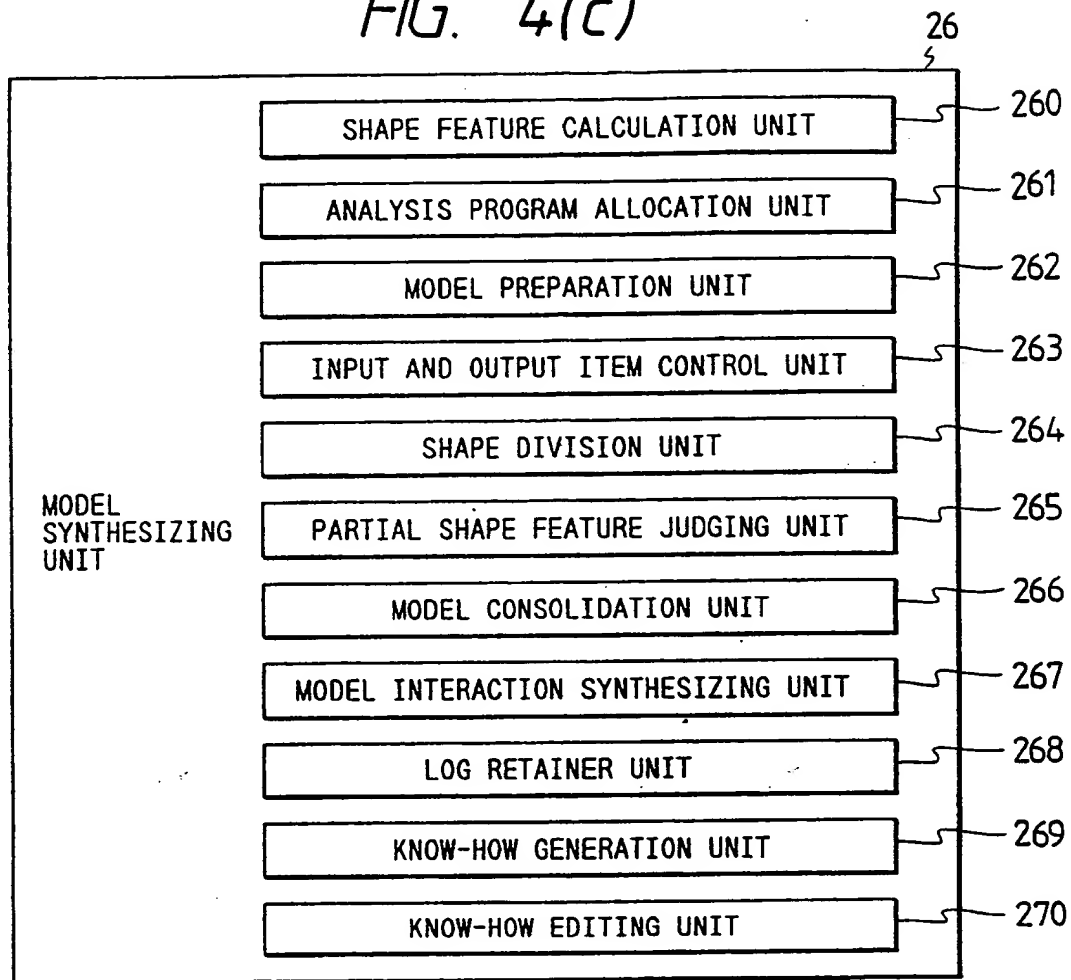 FIG. 4(C)
26
SHAPE FEATURE CALCULATION UNIT 260
ANALYSIS PROGRAM ALLOCATION UNIT 261
MODEL PREPARATION UNIT 262
INPUT AND OUTPUT ITEM CONTROL UNIT 263
SHAPE DIVISION UNIT 264
MODEL
SYNTHESIZING
UNIT
PARTIAL SHAPE FEATURE JUDGING UNIT 265
MODEL CONSOLIDATION UNIT 266
MODEL INTERACTION SYNTHESIZING UNIT 267
LOG RETAINER UNIT 268
KNOW-HOW GENERATION UNIT 269
KNOW-HOW EDITING UNIT 270